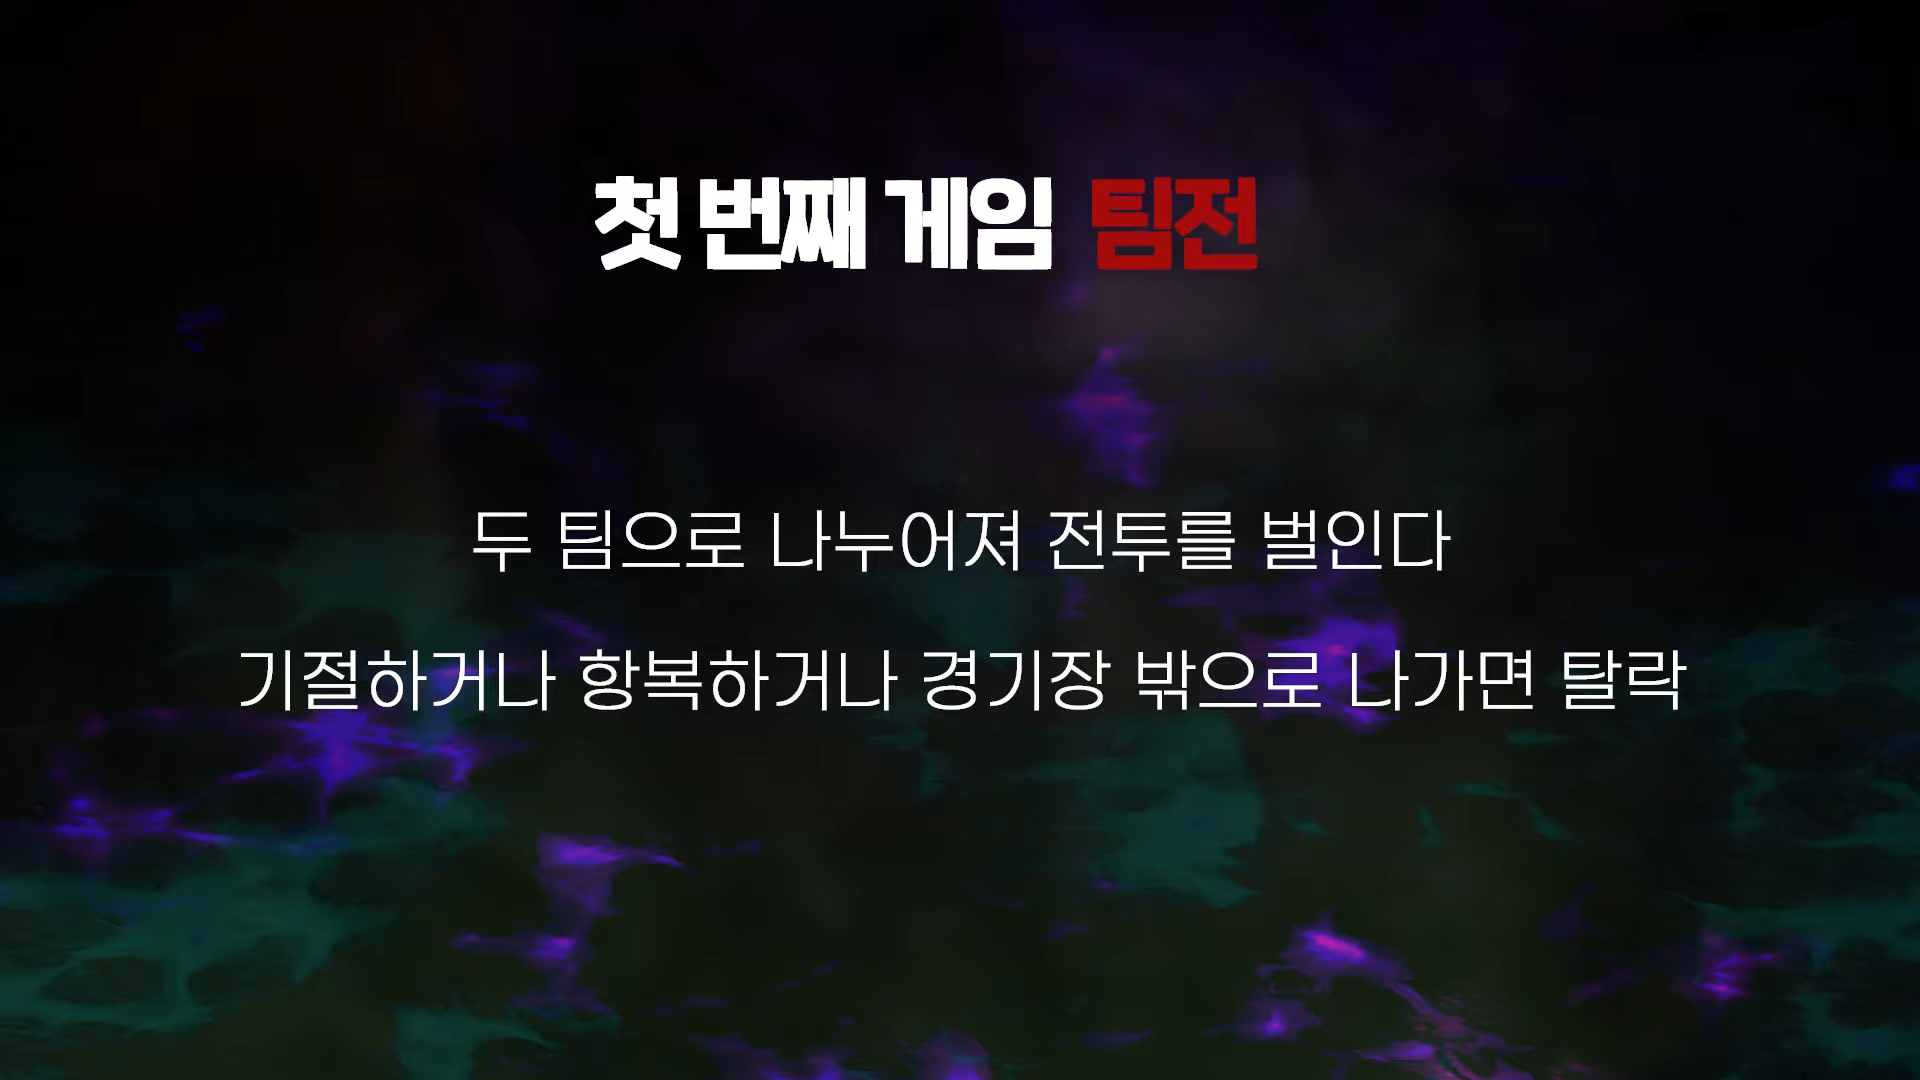 첫 번째 게임 팀전
두 팀으로 나누어져 전투를 벌인다
기절하거나 항복하거나 경기장 밖으로 나가면 탈락